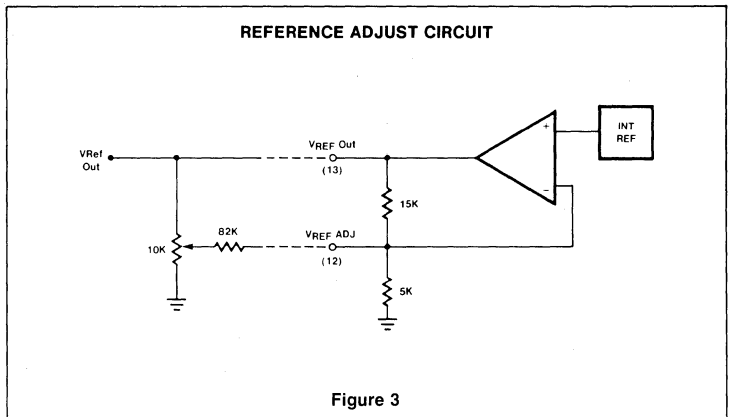 REFERENCE ADJUST CIRCUIT
INT
REF
+
−
VRef
Out
VREF Out
(13)
15K
82K
VREF ADJ
10K
(12)
5K
Figure 3